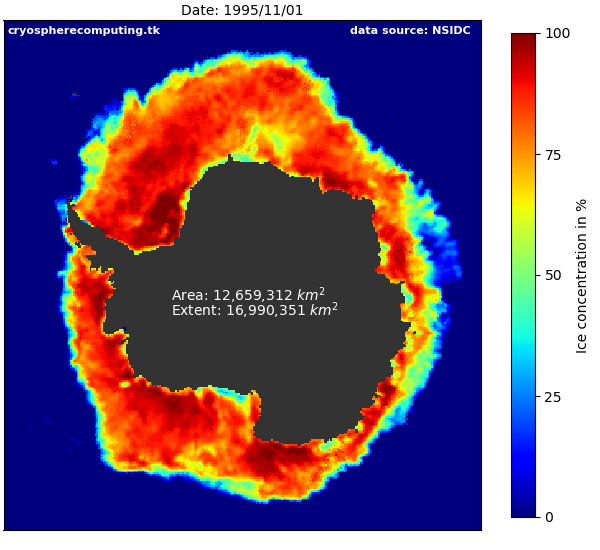 Date: 1995/11/01
cryospherecomputing.tk
data source: NSIDC
100
75
50
25
0
Ice concentration in %
Area: 12,659,312 km²
Extent: 16,990,351 km²